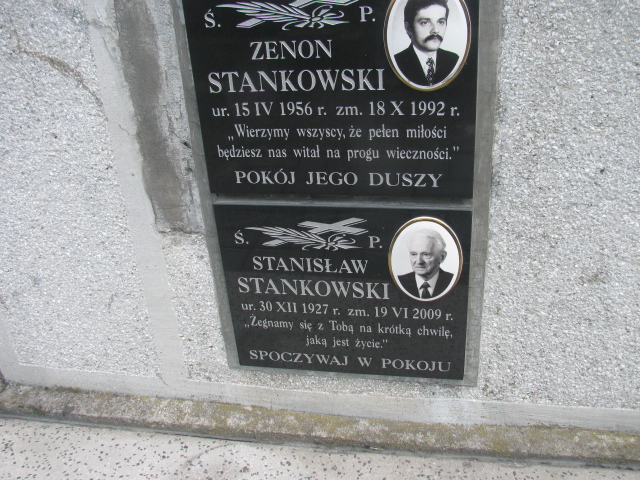 Ś. P.
ZENON
STANKOWSKI
ur. 15 IV 1956 r. zm. 18 X 1992 r.
„Wierzymy wszyscy, że pełen miłości
będziesz nas witał na progu wieczności."
POKÓJ JEGO DUSZY
Ś. P.
STANISŁAW
STANKOWSKI
ur. 30 XII 1927 r. zm. 19 VI 2009 r.
„Żegnamy się z Tobą na krótką chwilę,
jaką jest życie."
SPOCZYWAJ W POKOJU